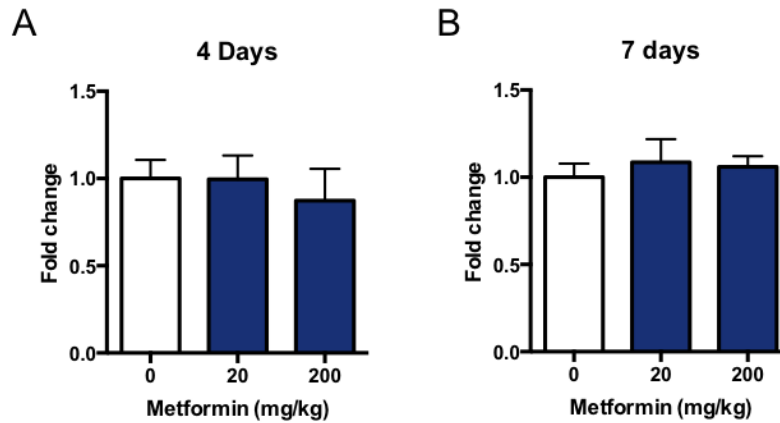 A
4 Days
1.5
1.0
0.5
0.0
Fold change
0 20 200
Metformin (mg/kg)
B
7 days
1.5
1.0
0.5
0.0
Fold change
0 20 200
Metformin (mg/kg)